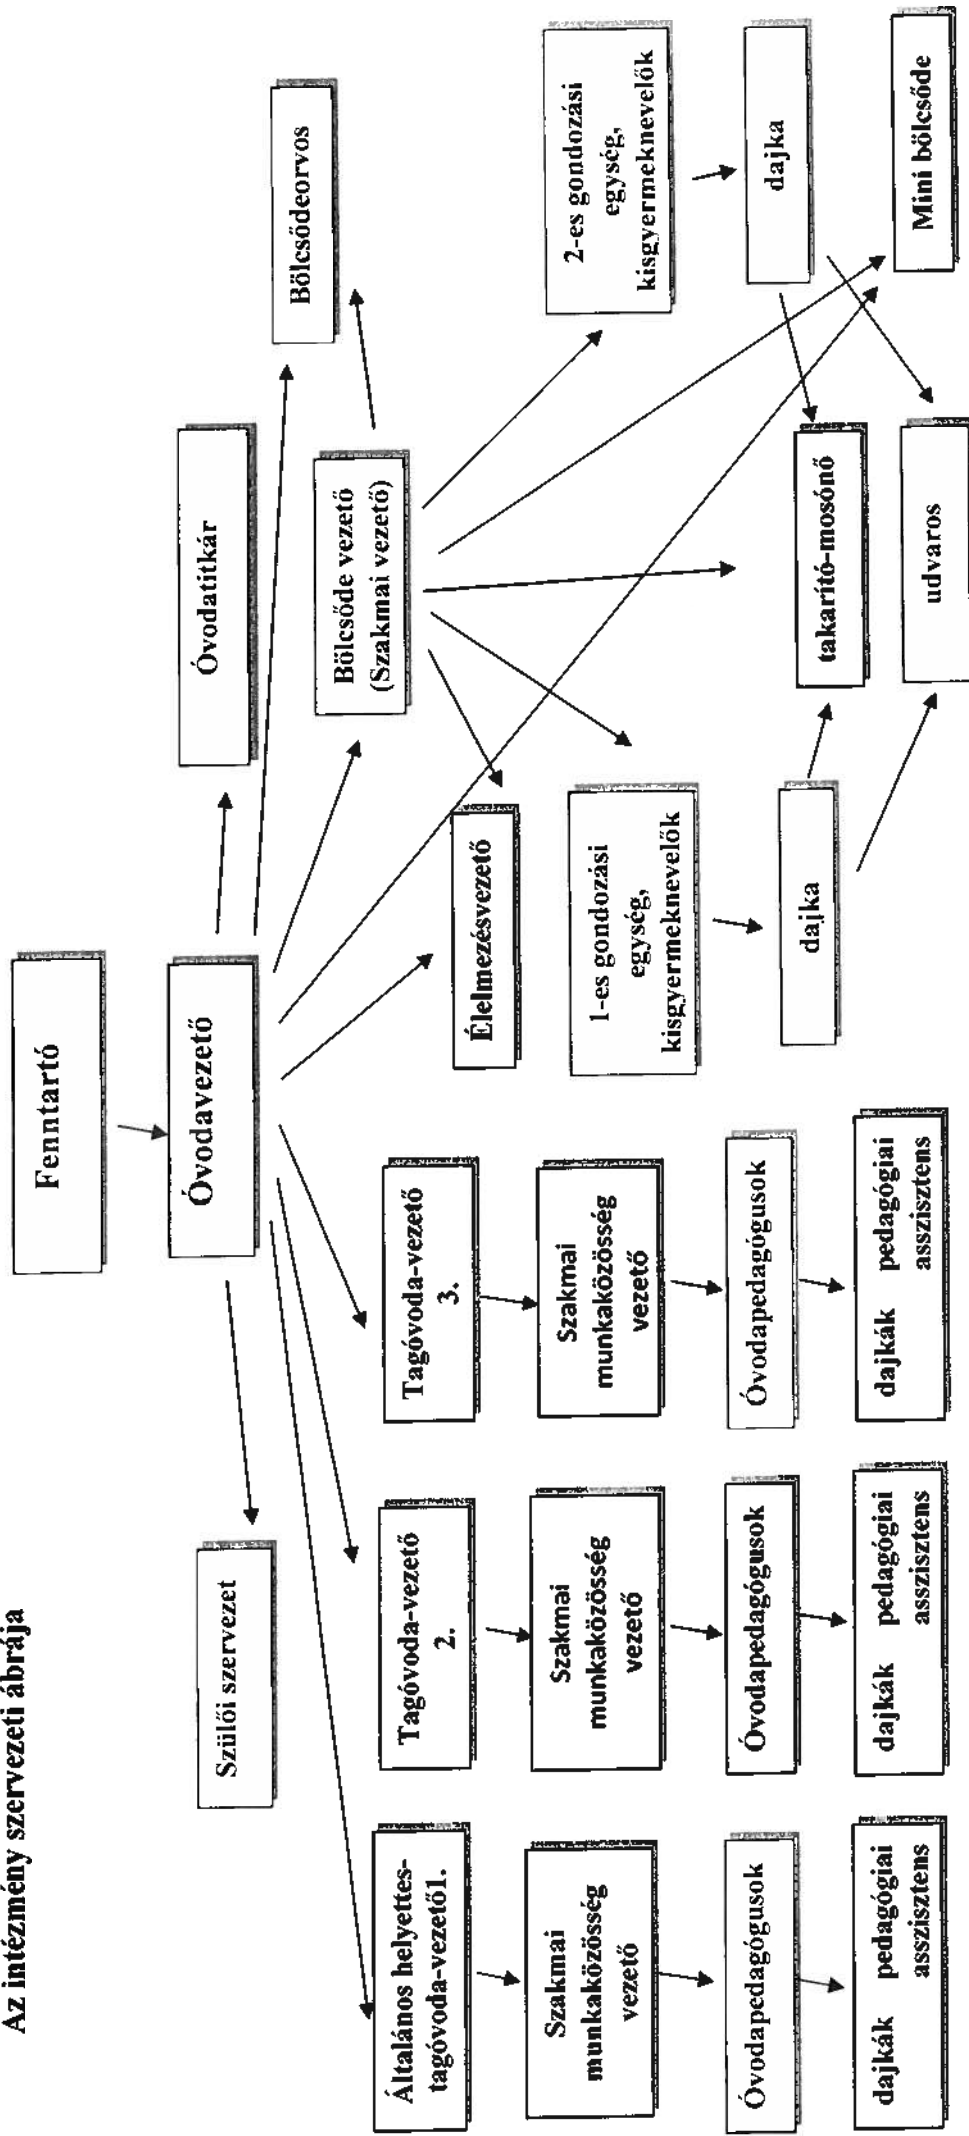 Az intézmény szervezeti ábrája
Fenntartó
Óvodavezető
Szülői szervezet
Óvodatitkár
Bölcsődeorvos
Bölcsőde vezető
(Szakmai vezető)
Általános helyettes-
tagóvoda-vezető1.
Tagóvoda-vezető
2.
Tagóvoda-vezető
3.
Élelmezésvezető
Szakmai
munkaközösség
vezető
Szakmai
munkaközösség
vezető
Szakmai
munkaközösség
vezető
1-es gondozási
egység,
kisgyermeknevelők
2-es gondozási
egység,
kisgyermeknevelők
Óvodapedagógusok
Óvodapedagógusok
Óvodapedagógusok
dajka
dajka
takarító-mosónő
dajkák pedagógiai
asszisztens
dajkák pedagógiai
asszisztens
dajkák pedagógiai
asszisztens
udvaros
Mini bölcsőde